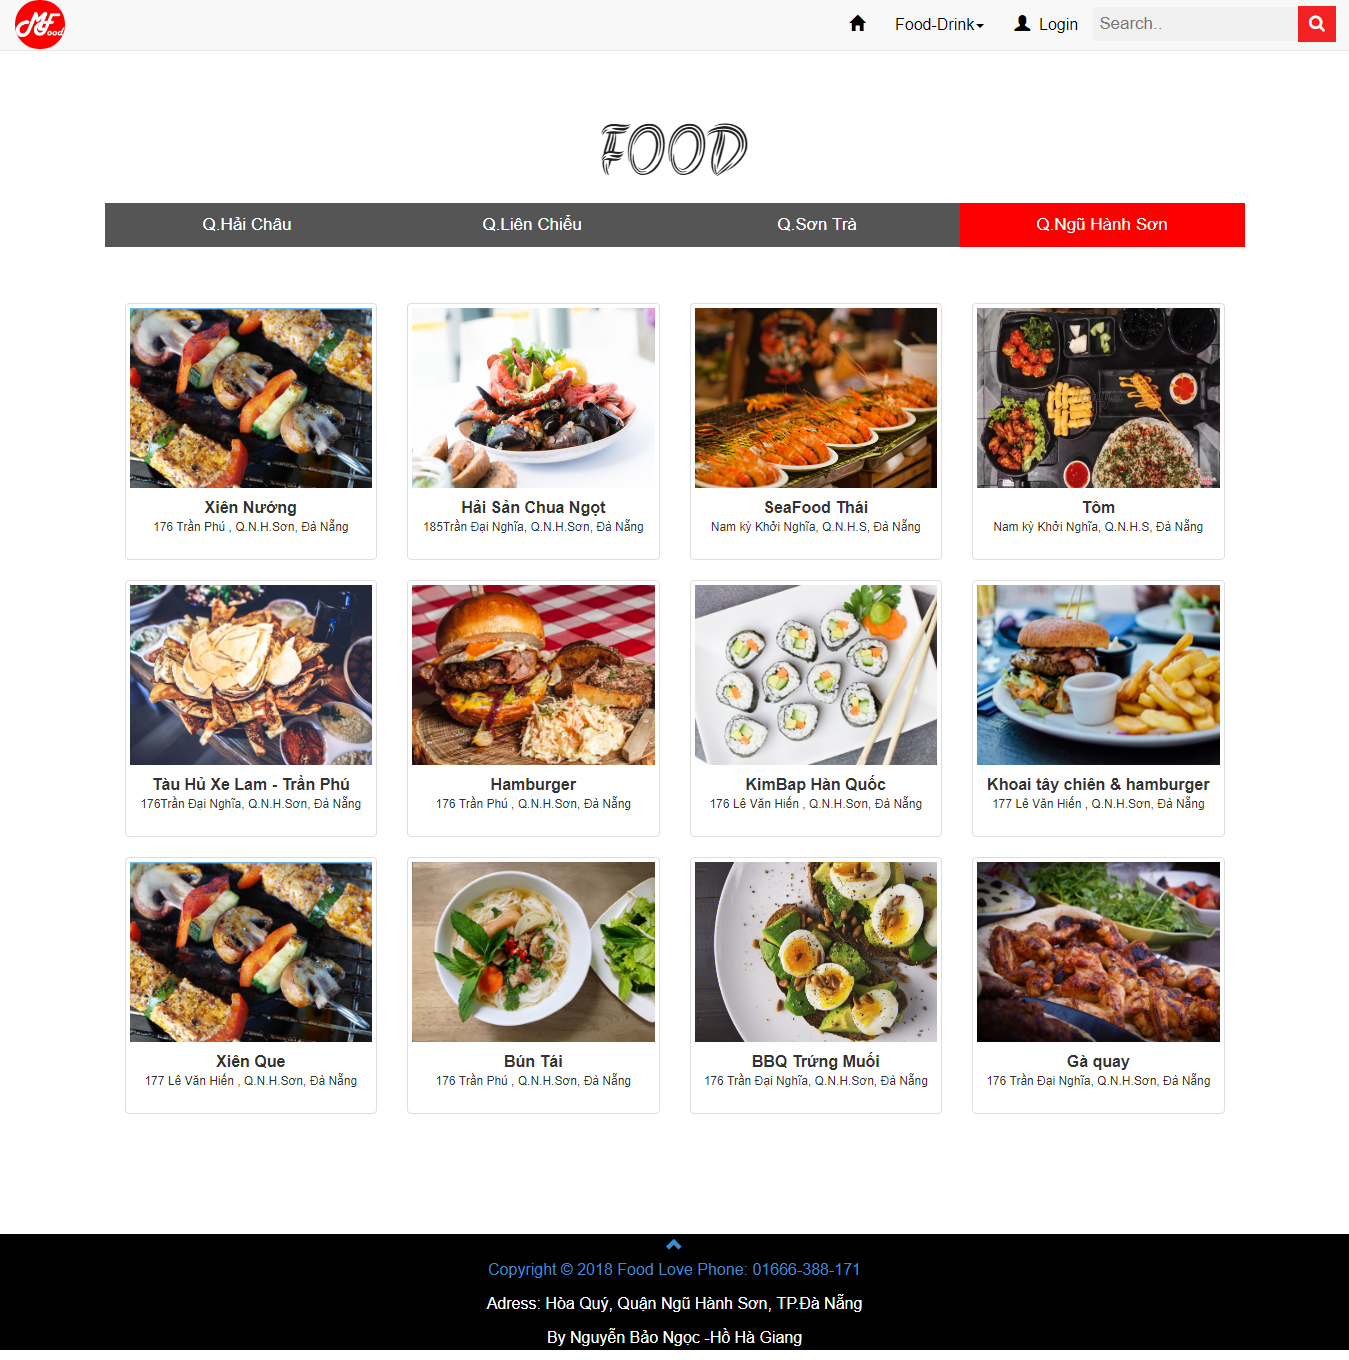 MF
Food
Food-Drink
Login
Search..
FOOD
Q.Hải Châu
Q.Liên Chiểu
Q.Sơn Trà
Q.Ngũ Hành Sơn
Xiên Nướng
176 Trần Phú , Q.N.H.Sơn, Đà Nẵng
Hải Sản Chua Ngọt
185Trần Đại Nghĩa, Q.N.H.Sơn, Đà Nẵng
SeaFood Thái
Nam kỳ Khởi Nghĩa, Q.N.H.S, Đà Nẵng
Tôm
Nam kỳ Khởi Nghĩa, Q.N.H.S, Đà Nẵng
Tàu Hủ Xe Lam - Trần Phú
176Trần Đại Nghĩa, Q.N.H.Sơn, Đà Nẵng
Hamburger
176 Trần Phú , Q.N.H.Sơn, Đà Nẵng
KimBap Hàn Quốc
176 Lê Văn Hiến , Q.N.H.Sơn, Đà Nẵng
Khoai tây chiên & hamburger
177 Lê Văn Hiến , Q.N.H.Sơn, Đà Nẵng
Xiên Que
177 Lê Văn Hiến , Q.N.H.Sơn, Đà Nẵng
Bún Tái
176 Trần Phú , Q.N.H.Sơn, Đà Nẵng
BBQ Trứng Muối
176 Trần Đại Nghĩa, Q.N.H.Sơn, Đà Nẵng
Gà quay
176 Trần Đại Nghĩa, Q.N.H.Sơn, Đà Nẵng
Copyright © 2018 Food Love Phone: 01666-388-171
Adress: Hòa Quý, Quận Ngũ Hành Sơn, TP.Đà Nẵng
By Nguyễn Bảo Ngọc -Hồ Hà Giang